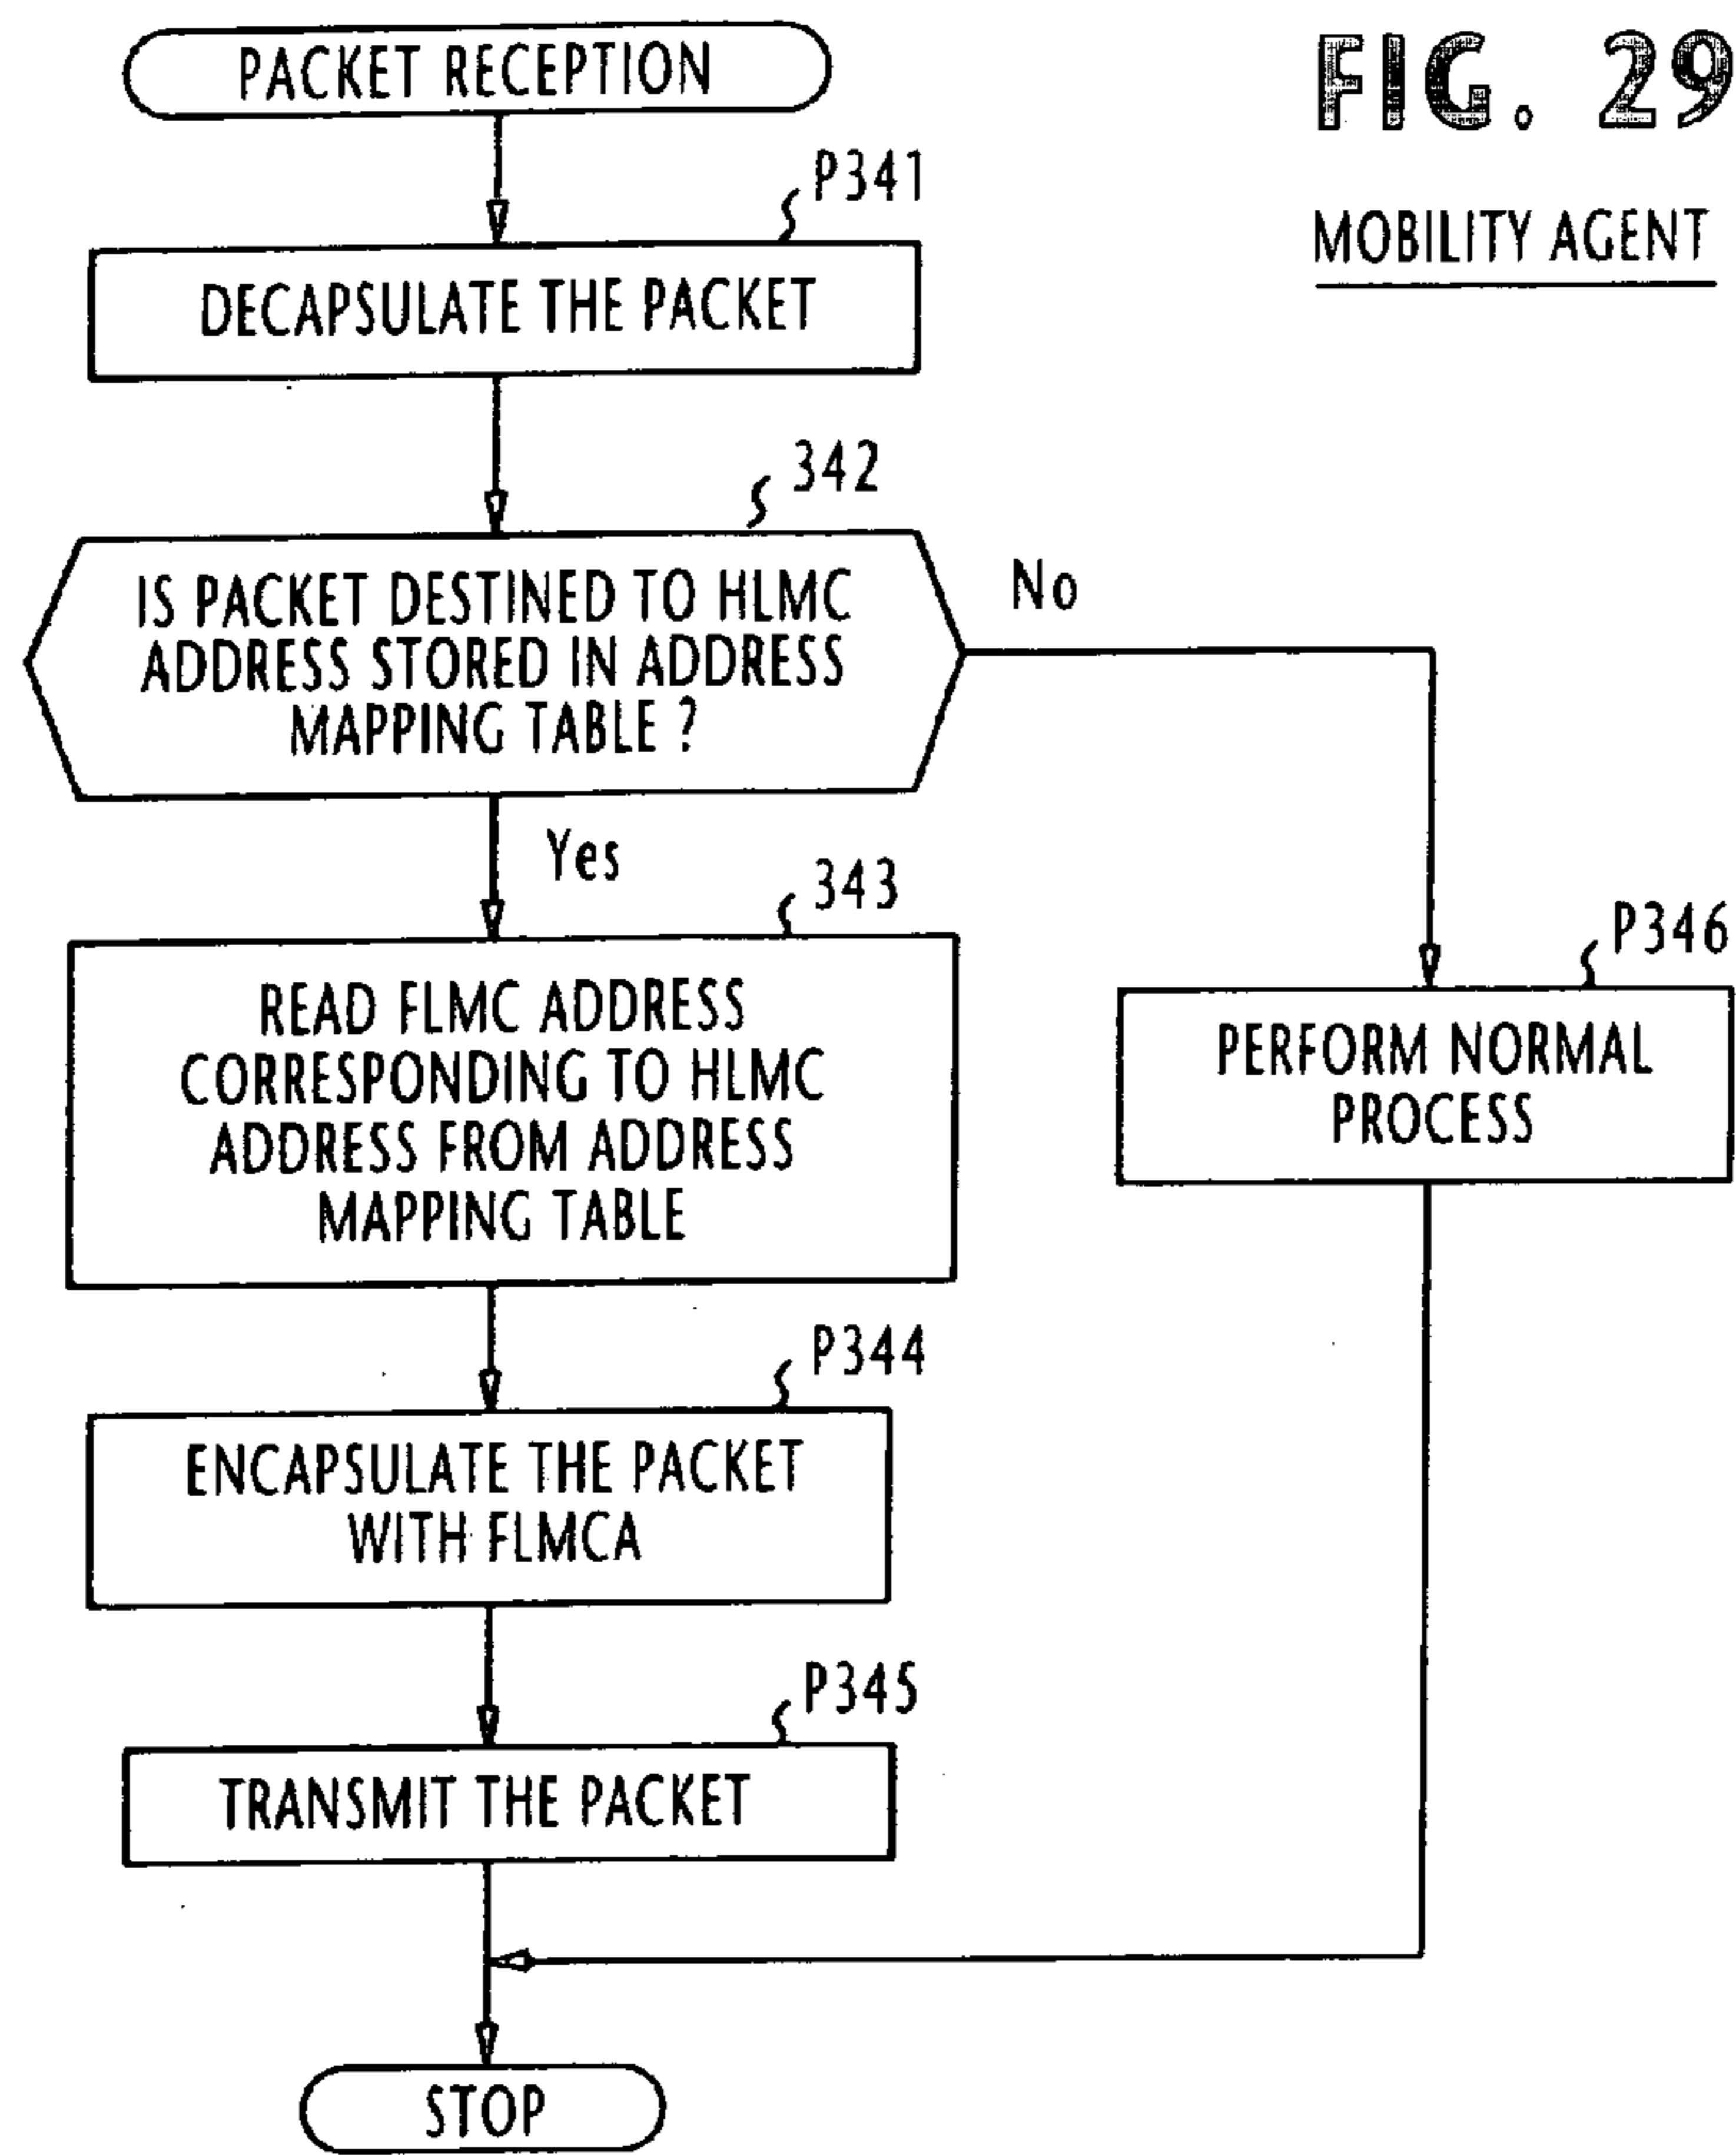 FIG. 29
MOBILITY AGENT
PACKET RECEPTION
P341
DECAPSULATE THE PACKET
342
IS PACKET DESTINED TO HLMC
ADDRESS STORED IN ADDRESS
MAPPING TABLE ?
No
Yes
343
READ FLMC ADDRESS
CORRESPONDING TO HLMC
ADDRESS FROM ADDRESS
MAPPING TABLE
P346
PERFORM NORMAL
PROCESS
P344
ENCAPSULATE THE PACKET
WITH FLMCA
P345
TRANSMIT THE PACKET
STOP